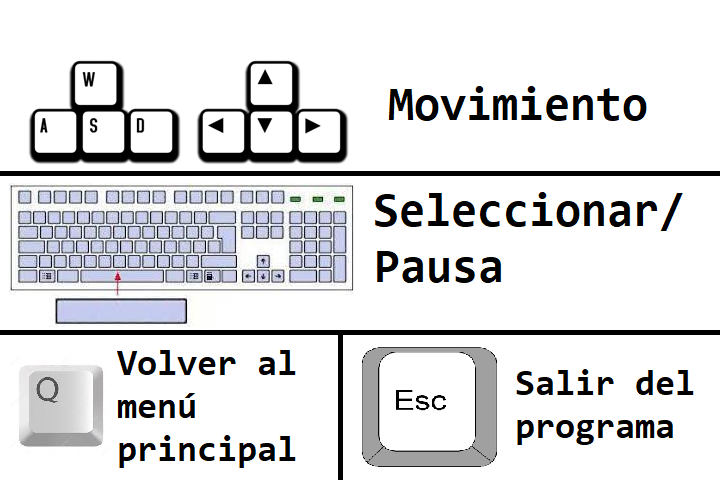 W
A S D
Movimiento
Seleccionar/
Pausa
Q
Volver al
menú
principal
Esc
Salir del
programa